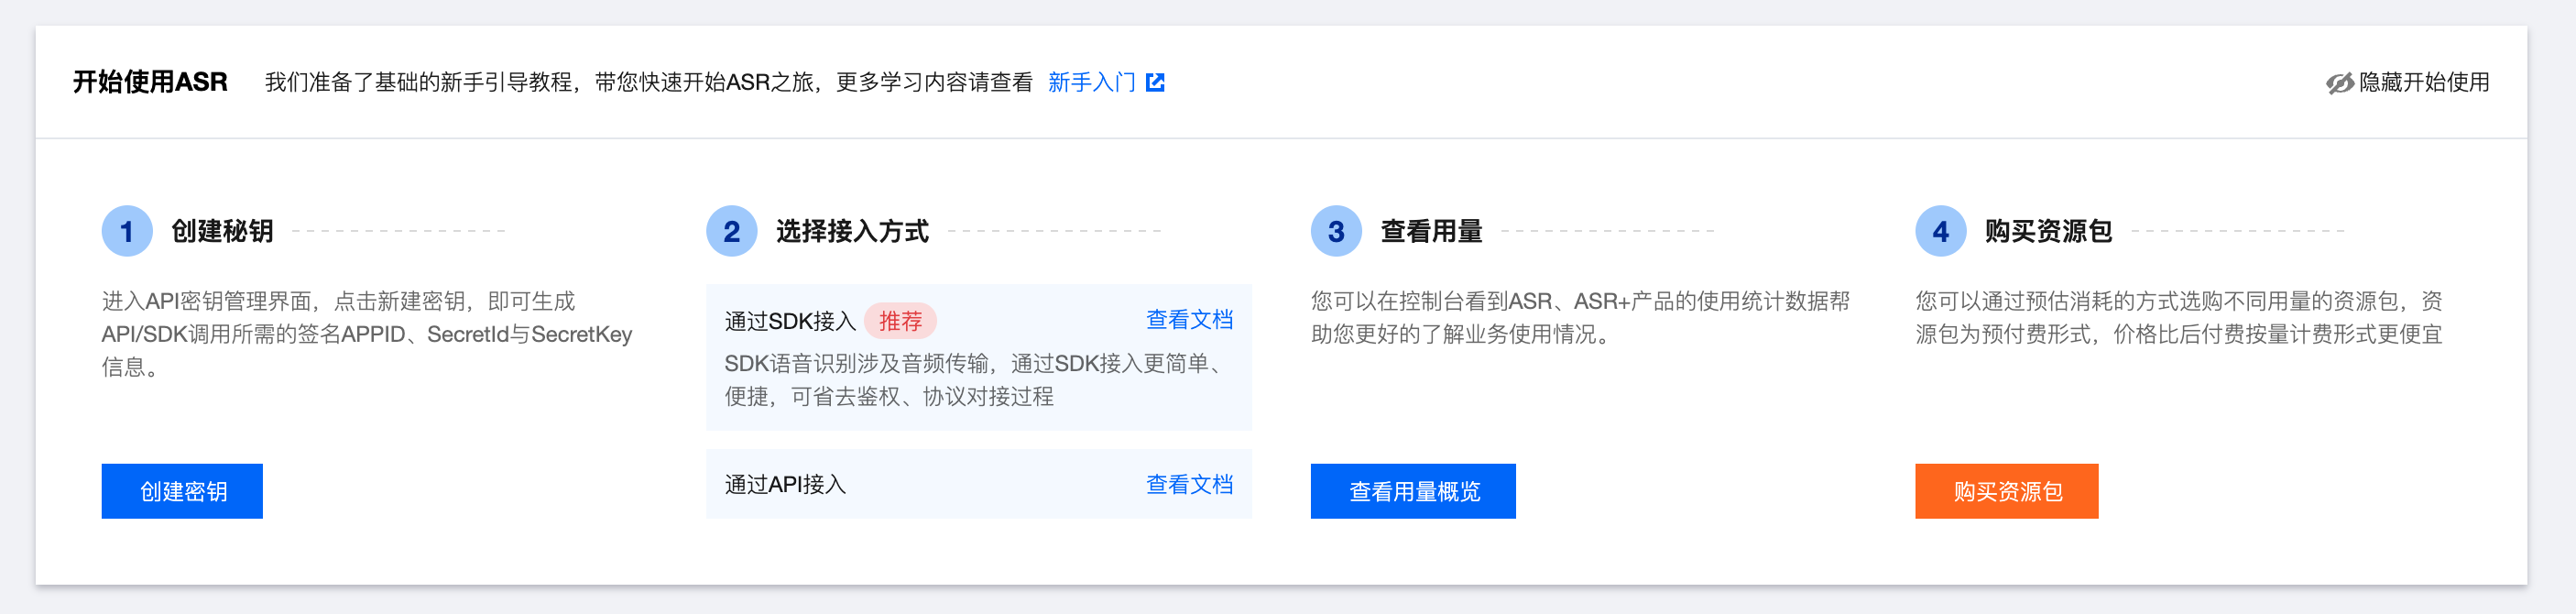 开始使用ASR 我们准备了基础的新手引导教程，带您快速开始ASR之旅，更多学习内容请查看 新手入门 隐藏开始使用
1 创建秘钥
进入API密钥管理界面，点击新建密钥，即可生成
API/SDK调用所需的签名APPID、SecretId与SecretKey
信息。
创建密钥
2 选择接入方式
通过SDK接入 推荐 查看文档
SDK语音识别涉及音频传输，通过SDK接入更简单、
便捷，可省去鉴权、协议对接过程
通过API接入 查看文档
3 查看用量
您可以在控制台看到ASR、ASR+产品的使用统计数据帮
助您更好的了解业务使用情况。
查看用量概览
4 购买资源包
您可以通过预估消耗的方式选购不同用量的资源包，资
源包为预付费形式，价格比后付费按量计费形式更便宜
购买资源包